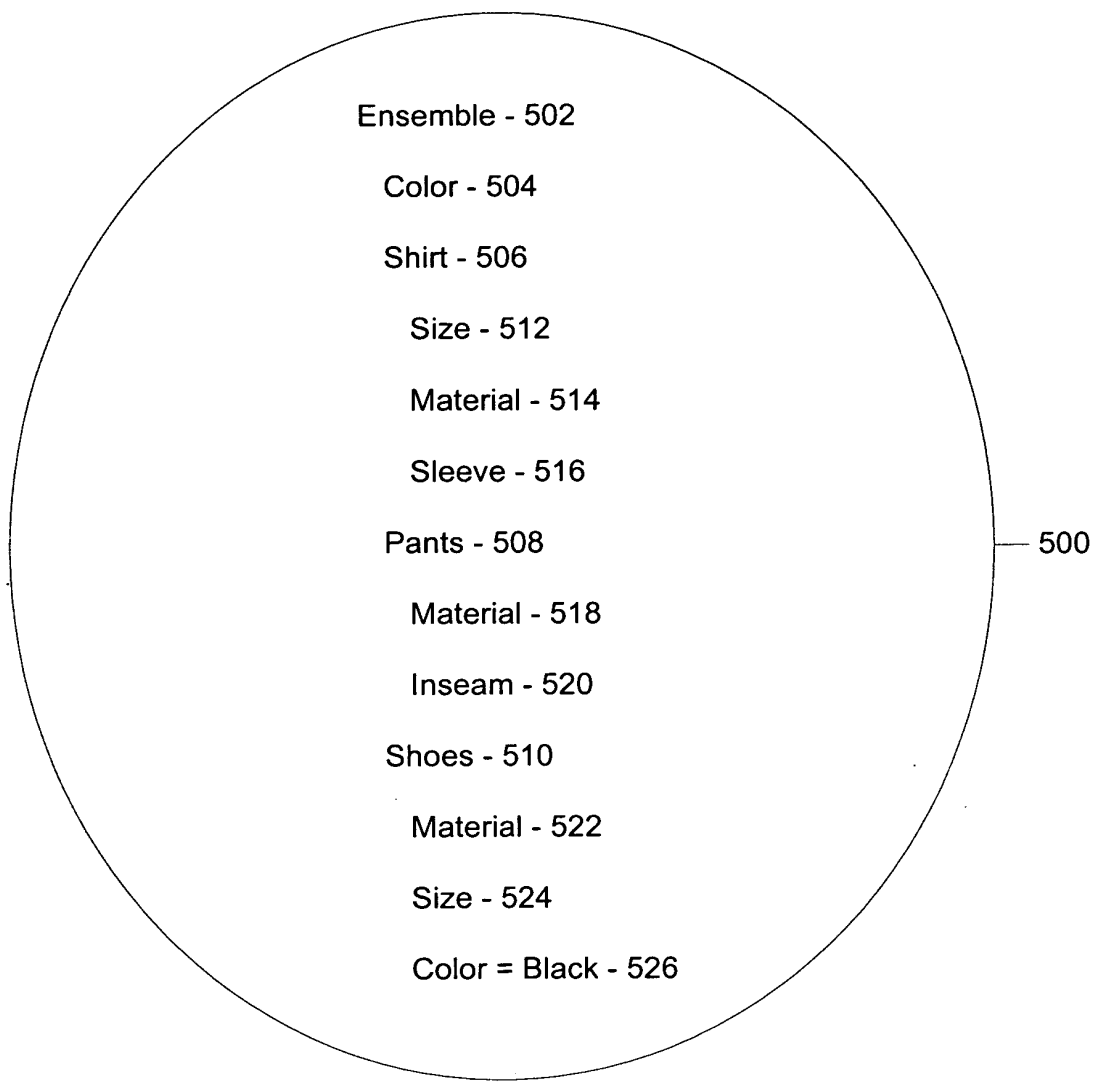 Ensemble - 502
Color - 504
Shirt - 506
Size - 512
Material - 514
Sleeve - 516
Pants - 508
500
Material - 518
Inseam - 520
Shoes - 510
Material - 522
Size - 524
Color = Black - 526